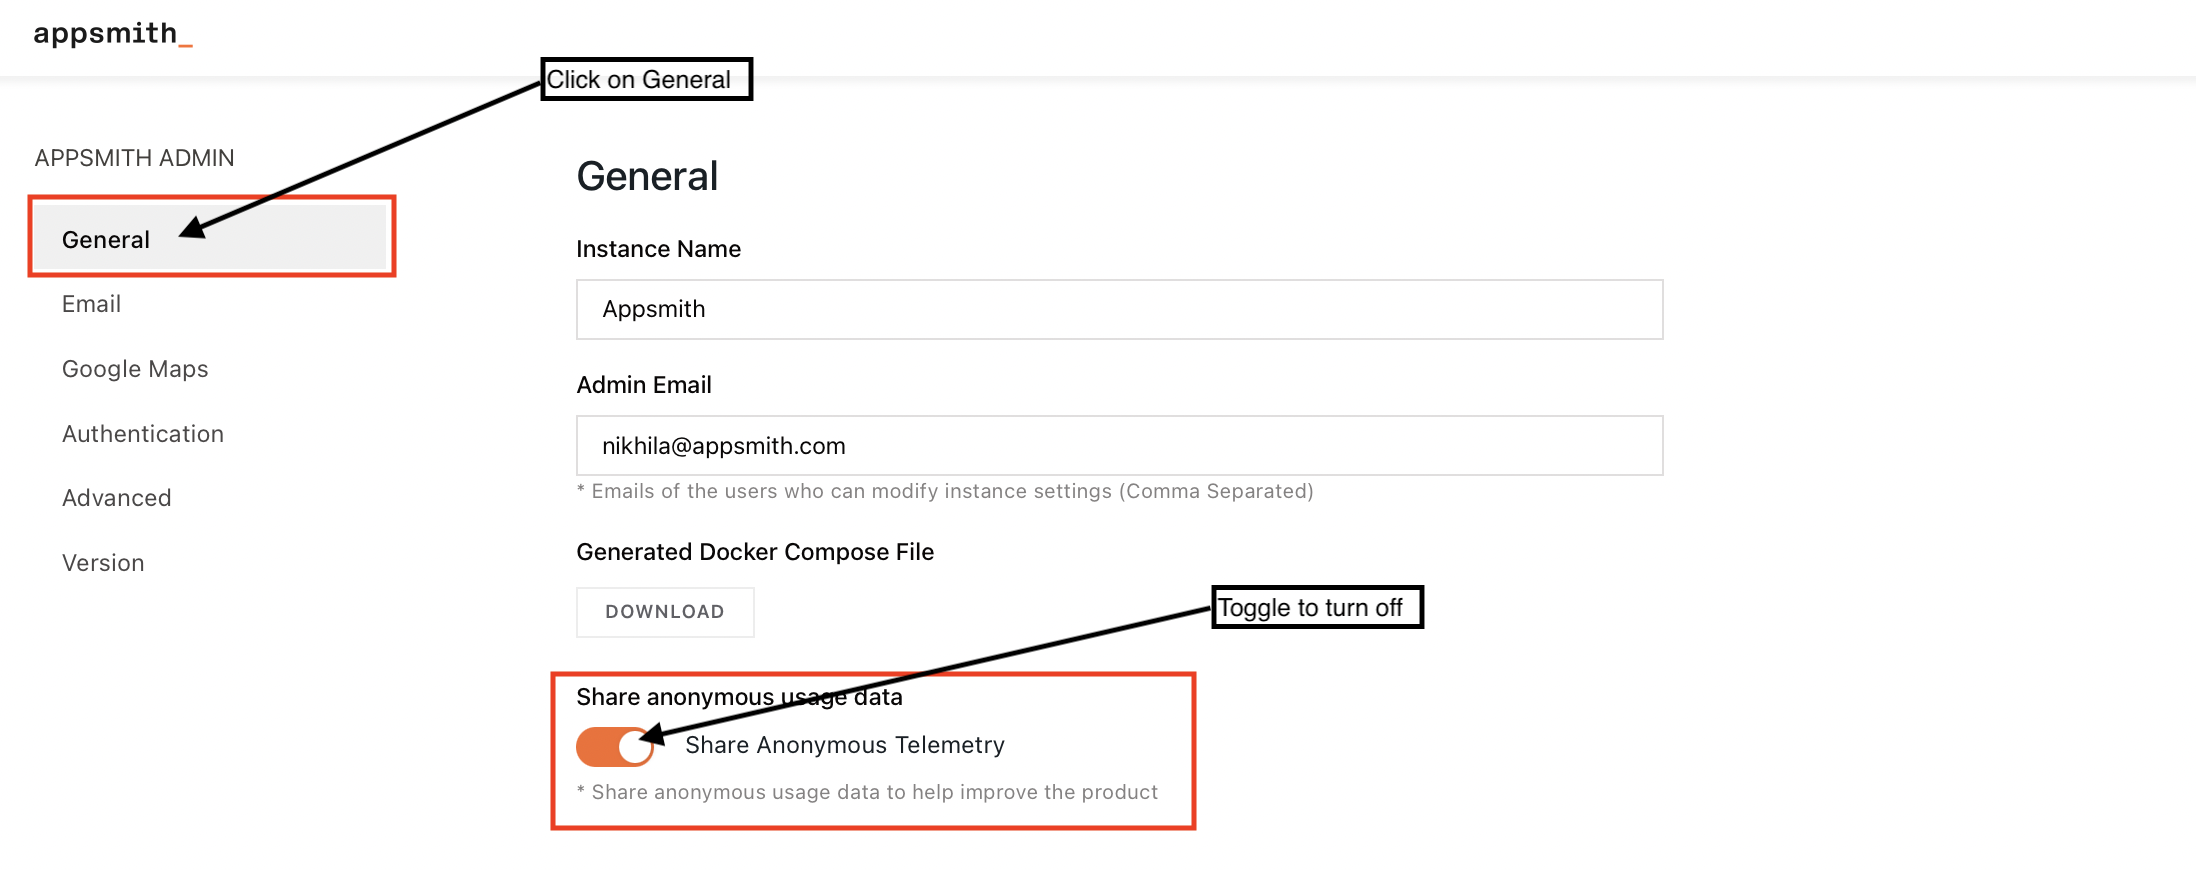 appsmith_
Click on General
APPSMITH ADMIN
General
Email
Google Maps
Authentication
Advanced
Version
General
Instance Name
Appsmith
Admin Email
nikhila@appsmith.com
* Emails of the users who can modify instance settings (Comma Separated)
Generated Docker Compose File
DOWNLOAD
Toggle to turn off
Share anonymous usage data
Share Anonymous Telemetry
* Share anonymous usage data to help improve the product